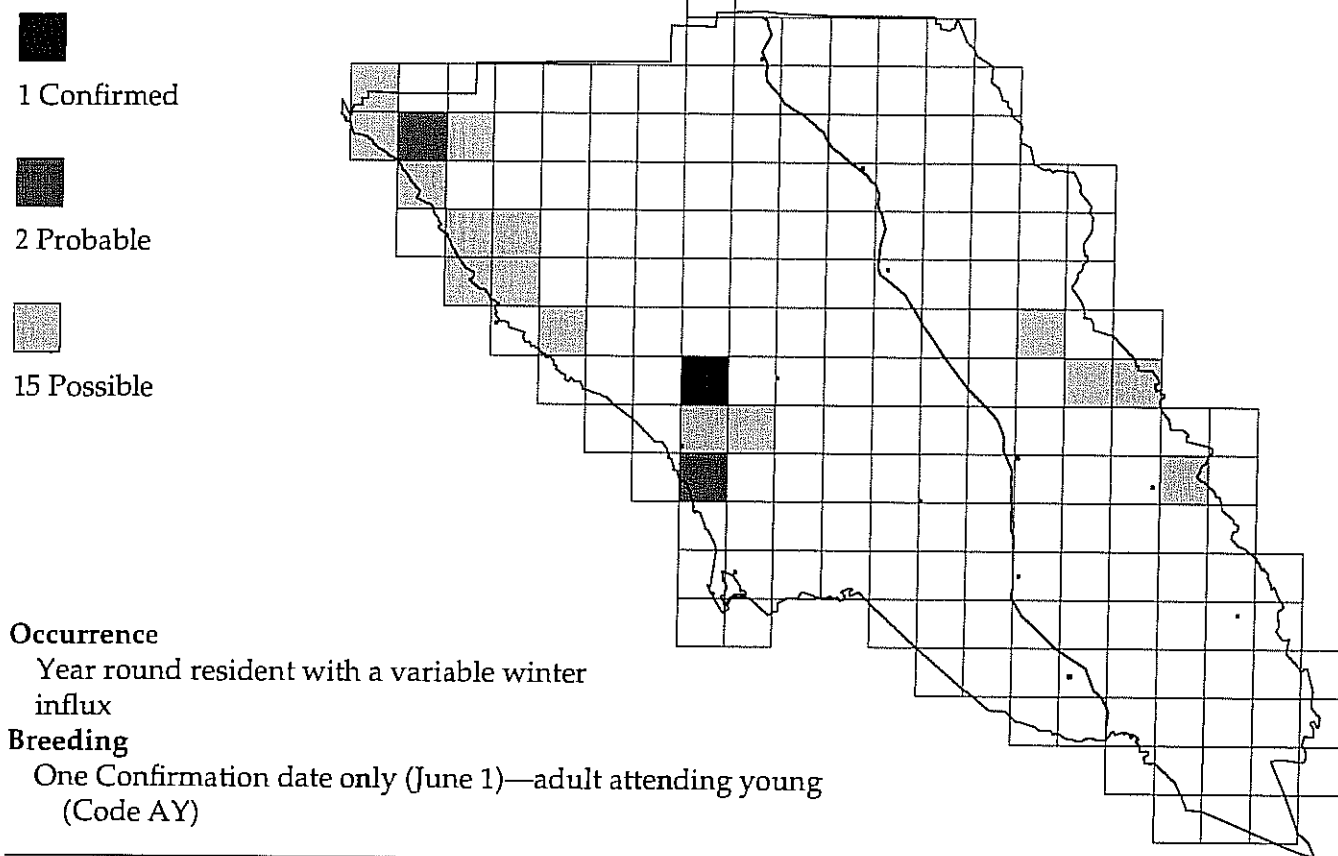 1 Confirmed
2 Probable
15 Possible
Occurrence
Year round resident with a variable winter
influx
Breeding
One Confirmation date only (June 1)—adult attending young
(Code AY)